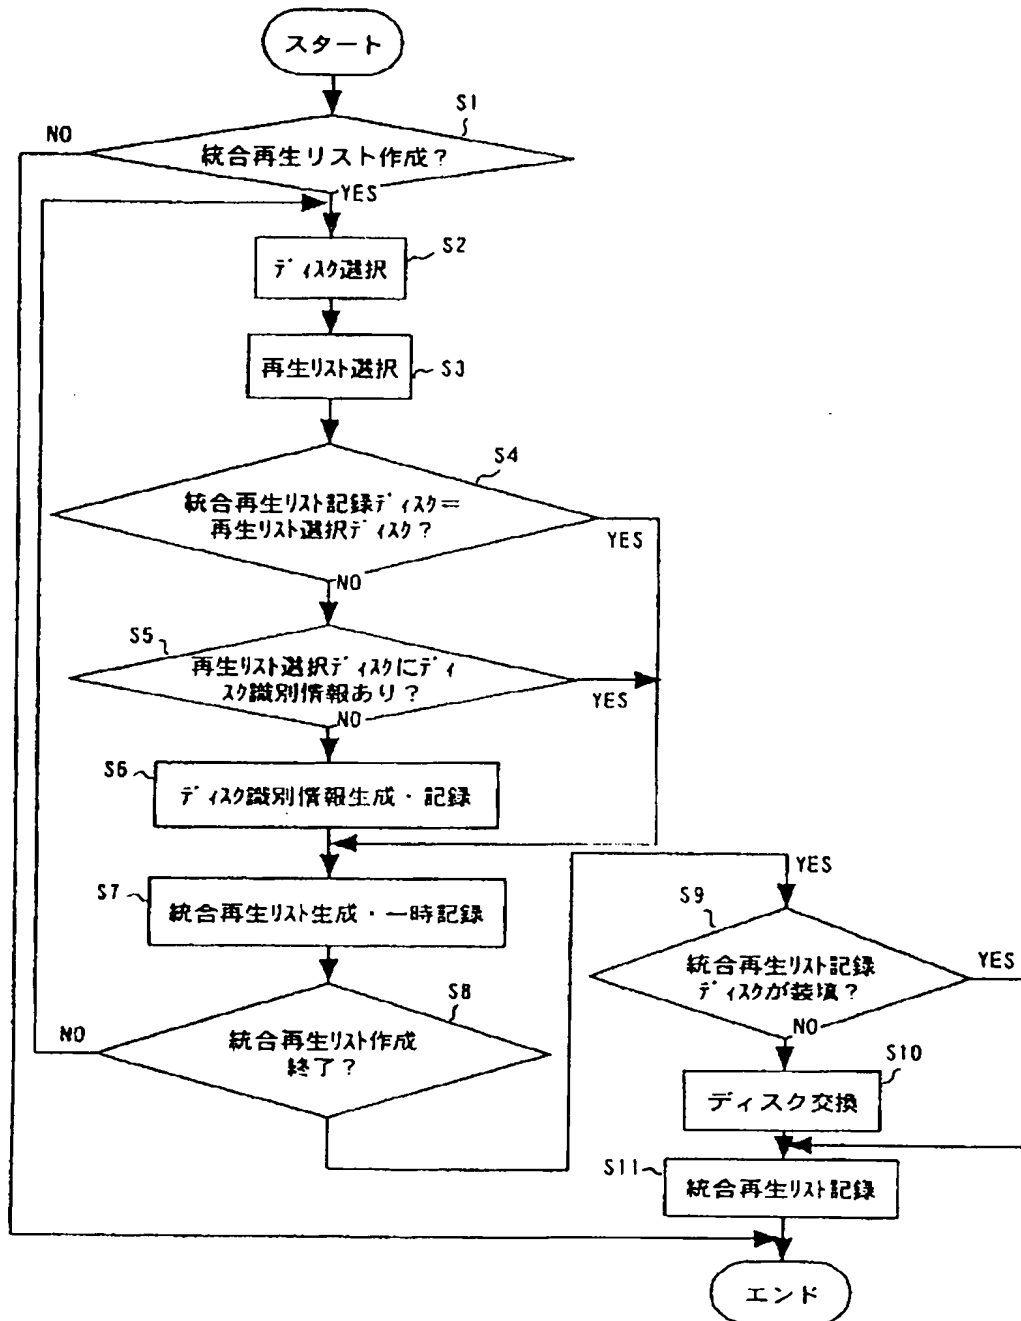 スタート
S1
NO
統合再生リスト作成?
YES
S2
ディスク選択
再生リスト選択
S3
S4
統合再生リスト記録ディスク=
再生リスト選択ディスク?
YES
NO
S5
再生リスト選択ディスクにディ
スク識別情報あり?
YES
NO
S6
ディスク識別情報生成・記録
S7
統合再生リスト生成・一時記録
S8
NO
統合再生リスト作成
終了?
YES
S9
統合再生リスト記録
ディスクが装填?
YES
NO
S10
ディスク交換
S11
統合再生リスト記録
エンド